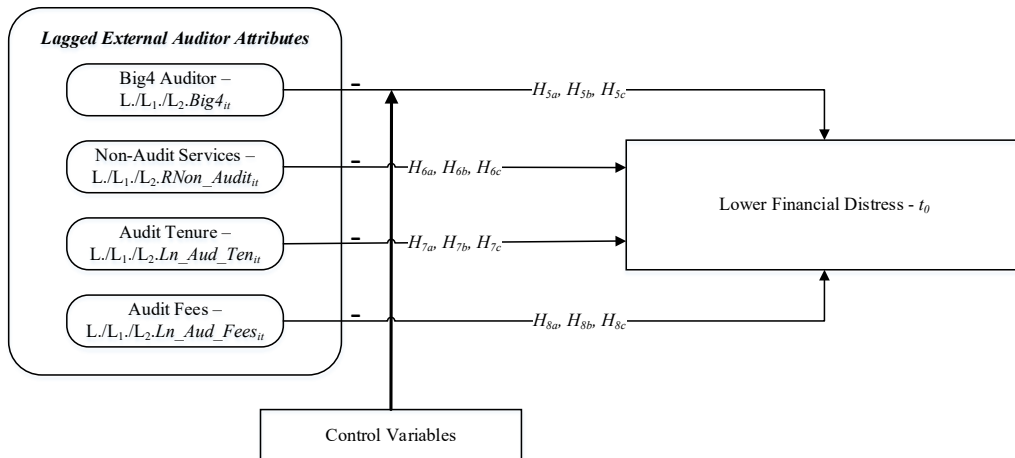 Lagged External Auditor Attributes
Big4 Auditor –
L./L₁./L₂.Big4ᵢₜ
-
H₅ₐ, H₅b, H₅c
Non-Audit Services –
L./L₁./L₂.RNon_Auditᵢₜ
-
H₆ₐ, H₆b, H₆c
Audit Tenure –
L./L₁./L₂.Ln_Aud_Tenᵢₜ
-
H₇ₐ, H₇b, H₇c
Audit Fees –
L./L₁./L₂.Ln_Aud_Feesᵢₜ
-
H₈ₐ, H₈b, H₈c
Lower Financial Distress - t₀
Control Variables